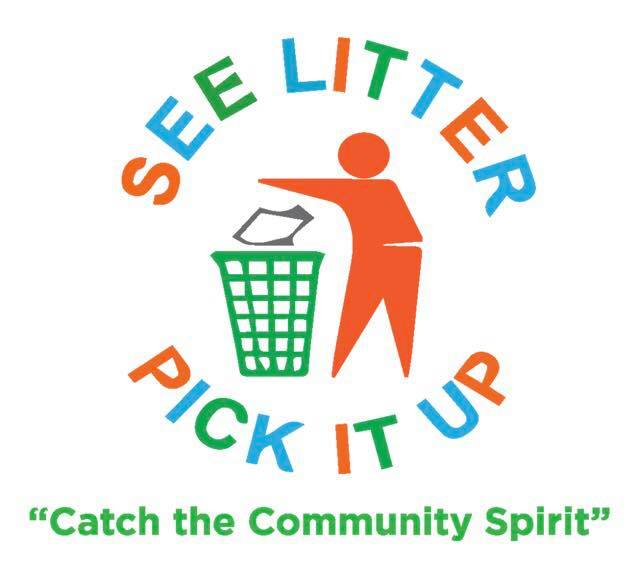 SEE LITTER
PICK IT UP
“Catch the Community Spirit”